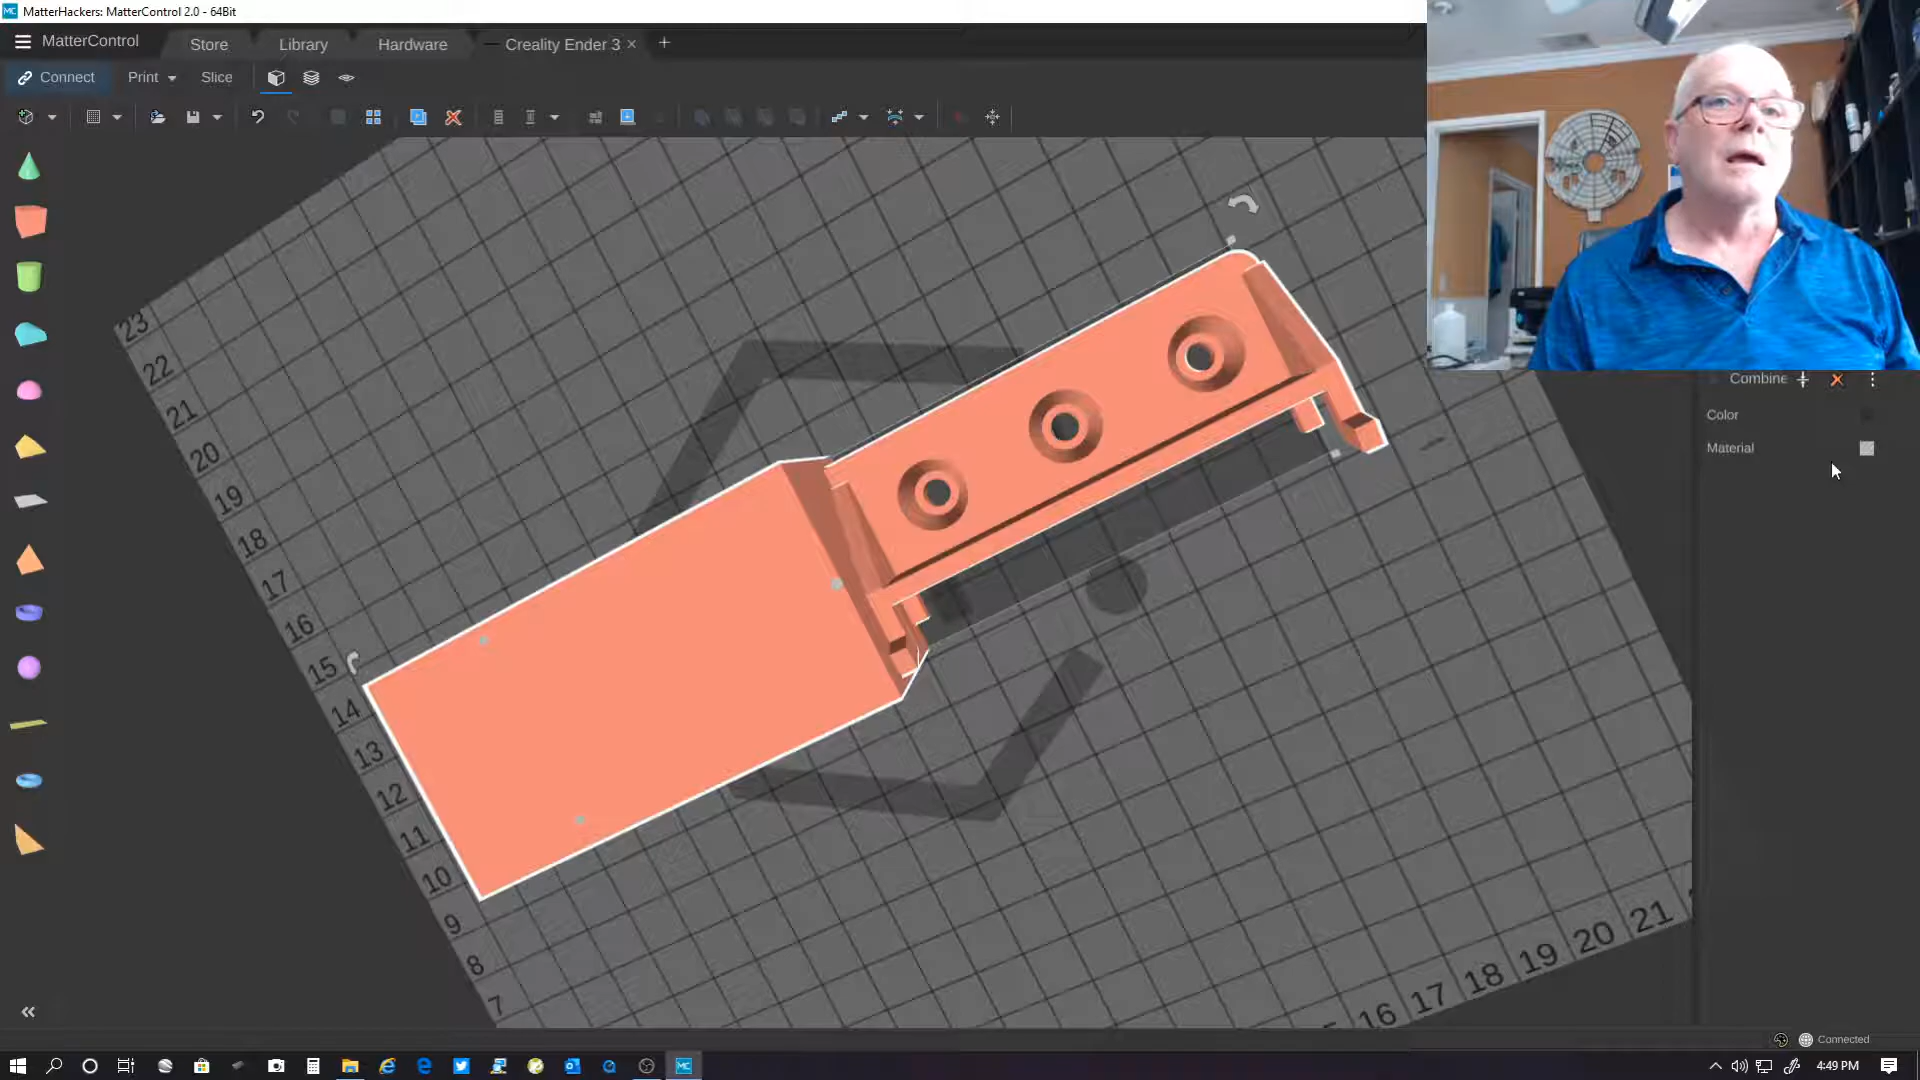 MatterHackers: MatterControl 2.0 - 64Bit
MatterControl
Store
Library
Hardware
Creality Ender 3
Connect
Print
Slice
Combine
Color
Material
23
22
21
20
19
18
17
16
15
14
13
12
11
10
9
8
7
16
17
18
19
20
21
Connected
4:49 PM